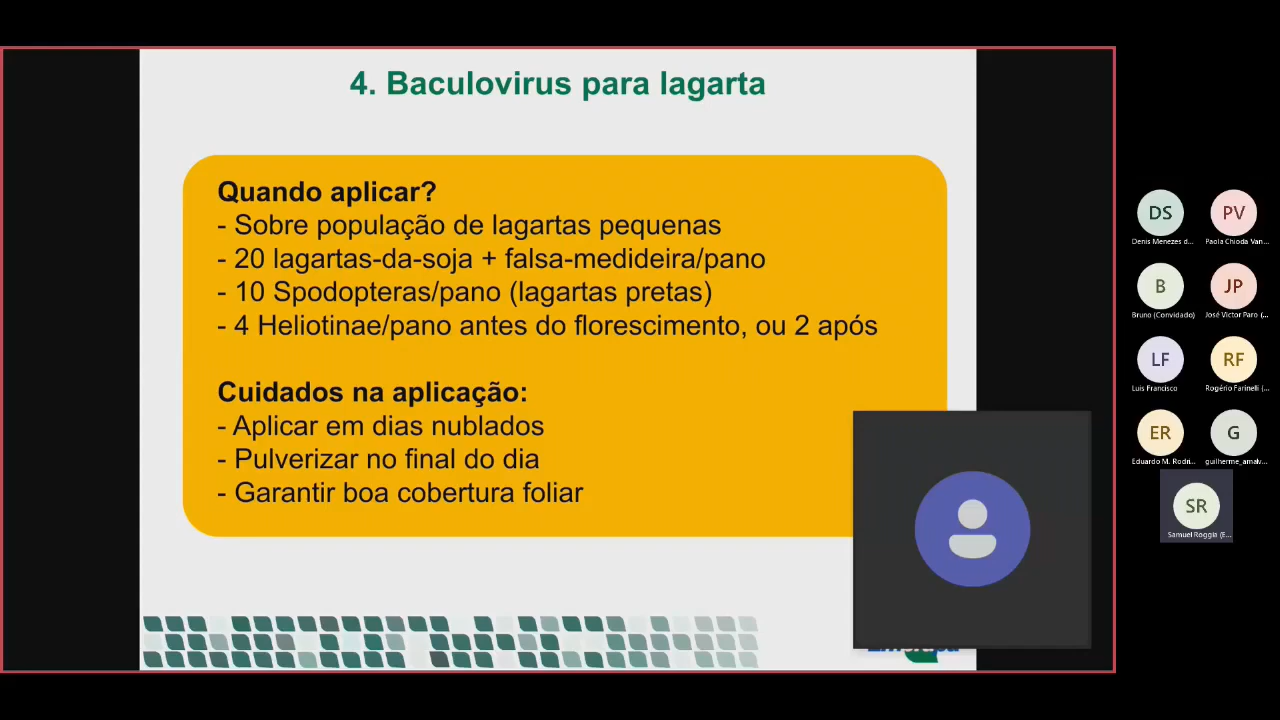 4. Baculovirus para lagarta
Quando aplicar?
- Sobre população de lagartas pequenas
- 20 lagartas-da-soja + falsa-medideira/pano
- 10 Spodopteras/pano (lagartas pretas)
- 4 Heliotinae/pano antes do florescimento, ou 2 após
Cuidados na aplicação:
- Aplicar em dias nublados
- Pulverizar no final do dia
- Garantir boa cobertura foliar
DS
PV
Denis Menezes d...
Paola Chioda Van...
B
JP
Bruno (Convidado)
José Victor Paro (...
LF
RF
Luis Francisco
Rogério Farinelli (...
ER
G
Eduardo M. Rodri...
guilherme_amalv...
SR
Samuel Roggia (E...